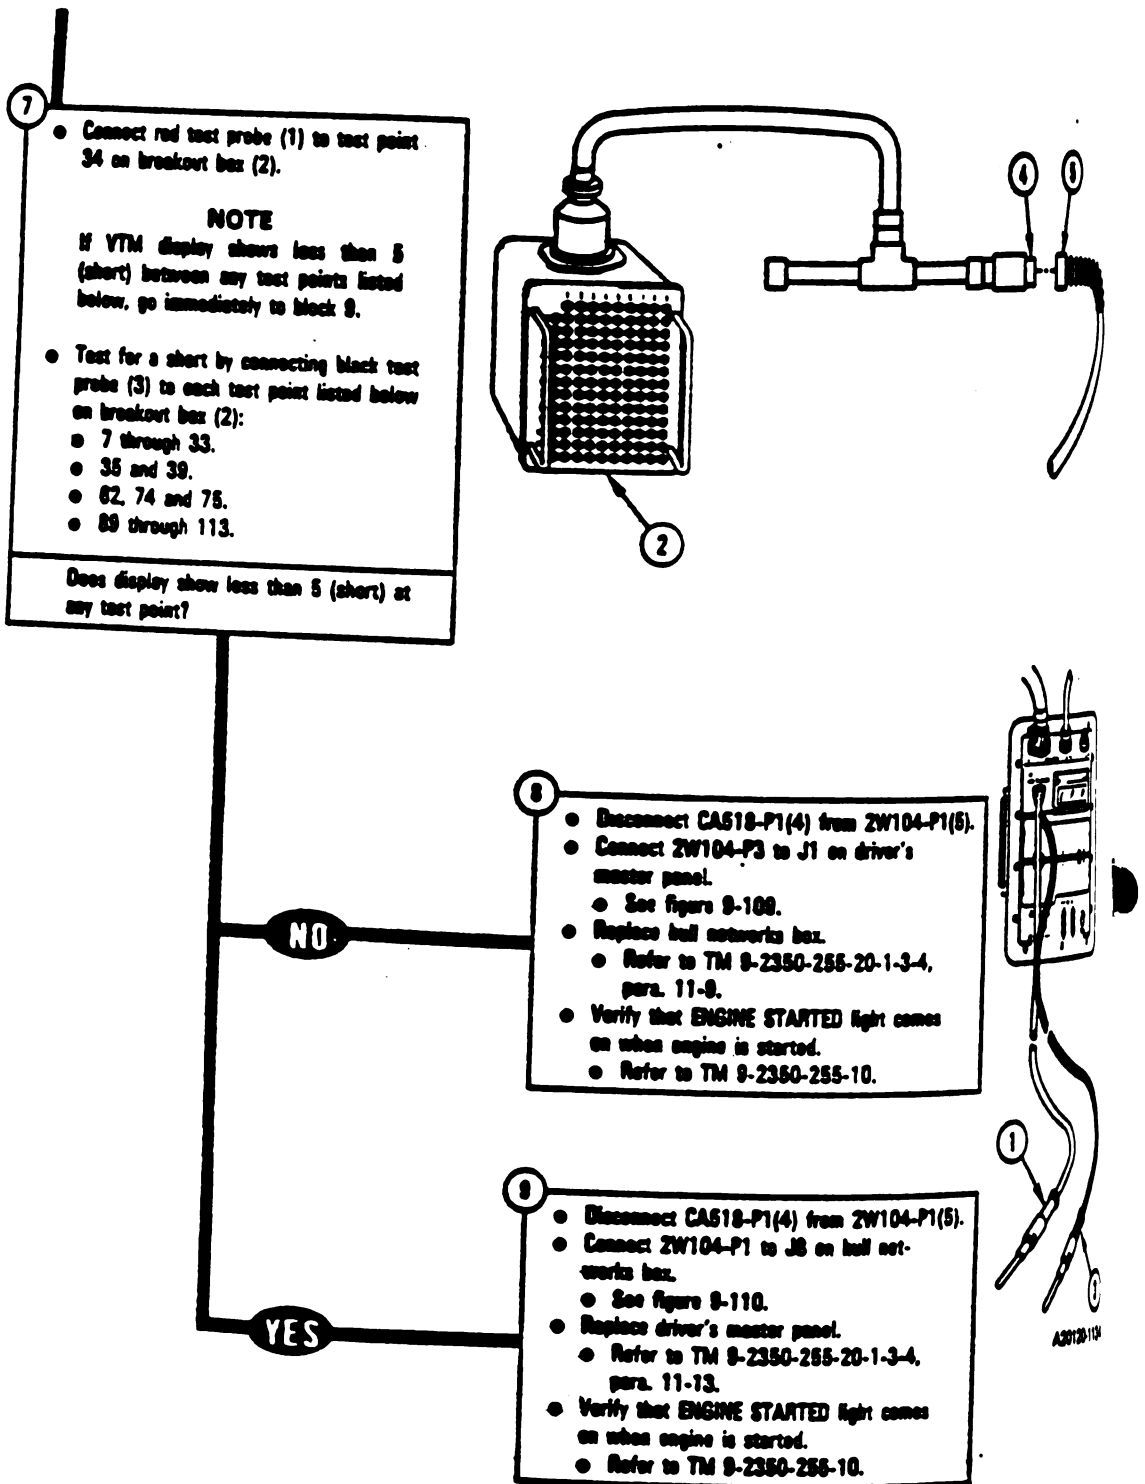 7
● Connect red test probe (1) to test point
34 on breakout box (2).
NOTE
If VTM display shows less than 5
(short) between any test points listed
below, go immediately to block 9.
● Test for a short by connecting black test
probe (3) to each test point listed below
on breakout box (2):
● 7 through 33.
● 35 and 39.
● 62, 74 and 75.
● 89 through 113.
Does display show less than 5 (short) at
any test point?
4
5
2
8
● Disconnect CA518-P1(4) from 2W104-P1(5).
● Connect 2W104-P3 to J1 on driver's
master panel.
● See figure 9-109.
● Replace hull networks box.
● Refer to TM 9-2350-255-20-1-3-4,
para. 11-9.
● Verify that ENGINE STARTED light comes
on when engine is started.
● Refer to TM 9-2350-255-10.
NO
1
9
● Disconnect CA518-P1(4) from 2W104-P1(5).
● Connect 2W104-P1 to J8 on hull net-
works box.
● See figure 9-110.
● Replace driver's master panel.
● Refer to TM 9-2350-255-20-1-3-4,
para. 11-13.
● Verify that ENGINE STARTED light comes
on when engine is started.
● Refer to TM 9-2350-255-10.
YES
3